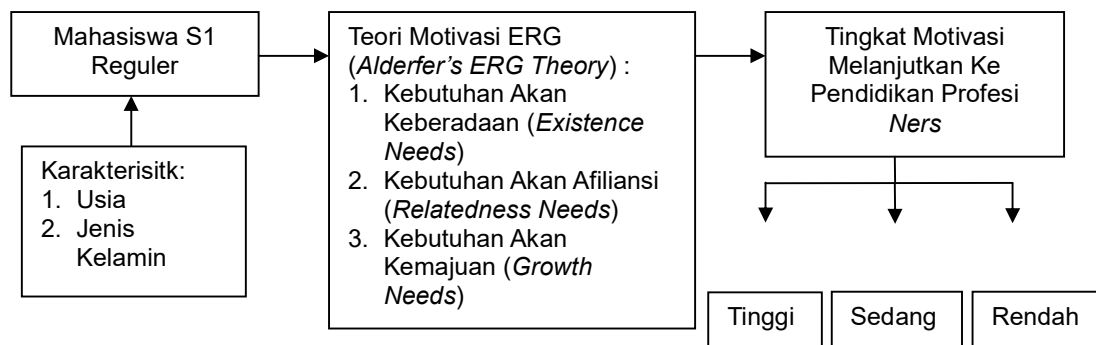 Mahasiswa S1
Reguler
Karakterisitk:
1. Usia
2. Jenis
Kelamin
Teori Motivasi ERG
(Alderfer's ERG Theory) :
1. Kebutuhan Akan
Keberadaan (Existence
Needs)
2. Kebutuhan Akan Afiliansi
(Relatedness Needs)
3. Kebutuhan Akan
Kemajuan (Growth
Needs)
Tingkat Motivasi
Melanjutkan Ke
Pendidikan Profesi
Ners
Tinggi
Sedang
Rendah